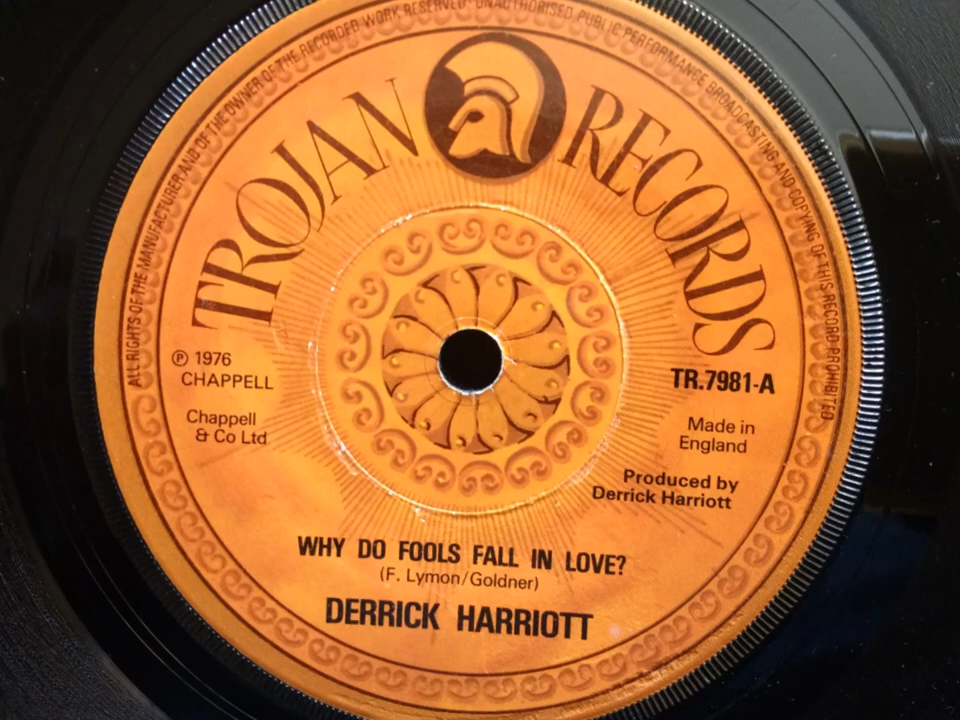 ALL RIGHTS OF THE MANUFACTURER AND OF THE OWNER OF THE RECORDED WORK RESERVED · UNAUTHORISED PUBLIC PERFORMANCE BROADCASTING AND COPYING OF THIS RECORD PROHIBITED
TROJAN RECORDS
℗ 1976
CHAPPELL
Chappell
& Co Ltd
TR.7981-A
Made in
England
Produced by
Derrick Harriott
WHY DO FOOLS FALL IN LOVE?
(F. Lymon/Goldner)
DERRICK HARRIOTT